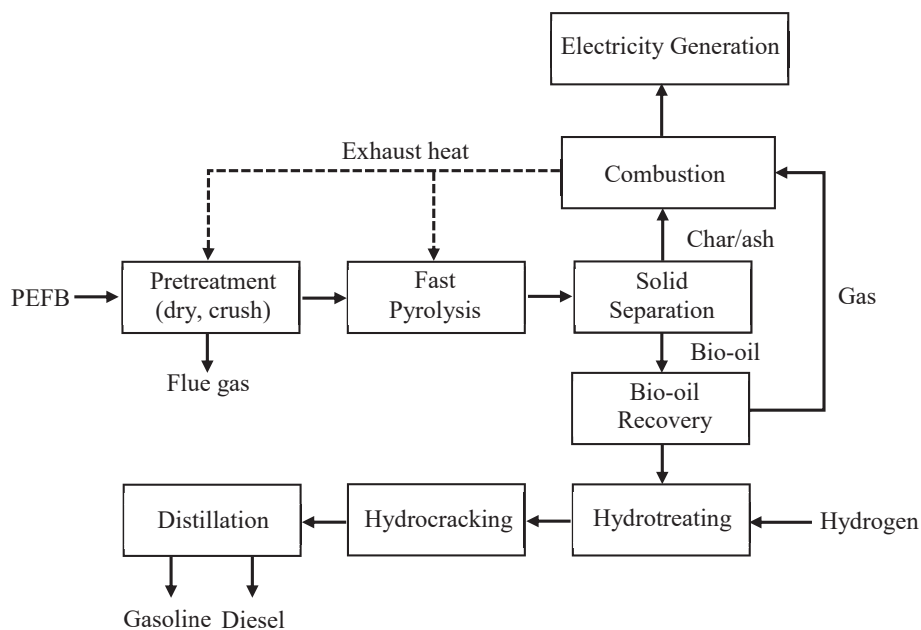 Electricity Generation
Exhaust heat
Combustion
Char/ash
PEFB
Pretreatment
(dry, crush)
Fast
Pyrolysis
Solid
Separation
Gas
Bio-oil
Flue gas
Bio-oil
Recovery
Distillation
Hydrocracking
Hydrotreating
Hydrogen
Gasoline
Diesel